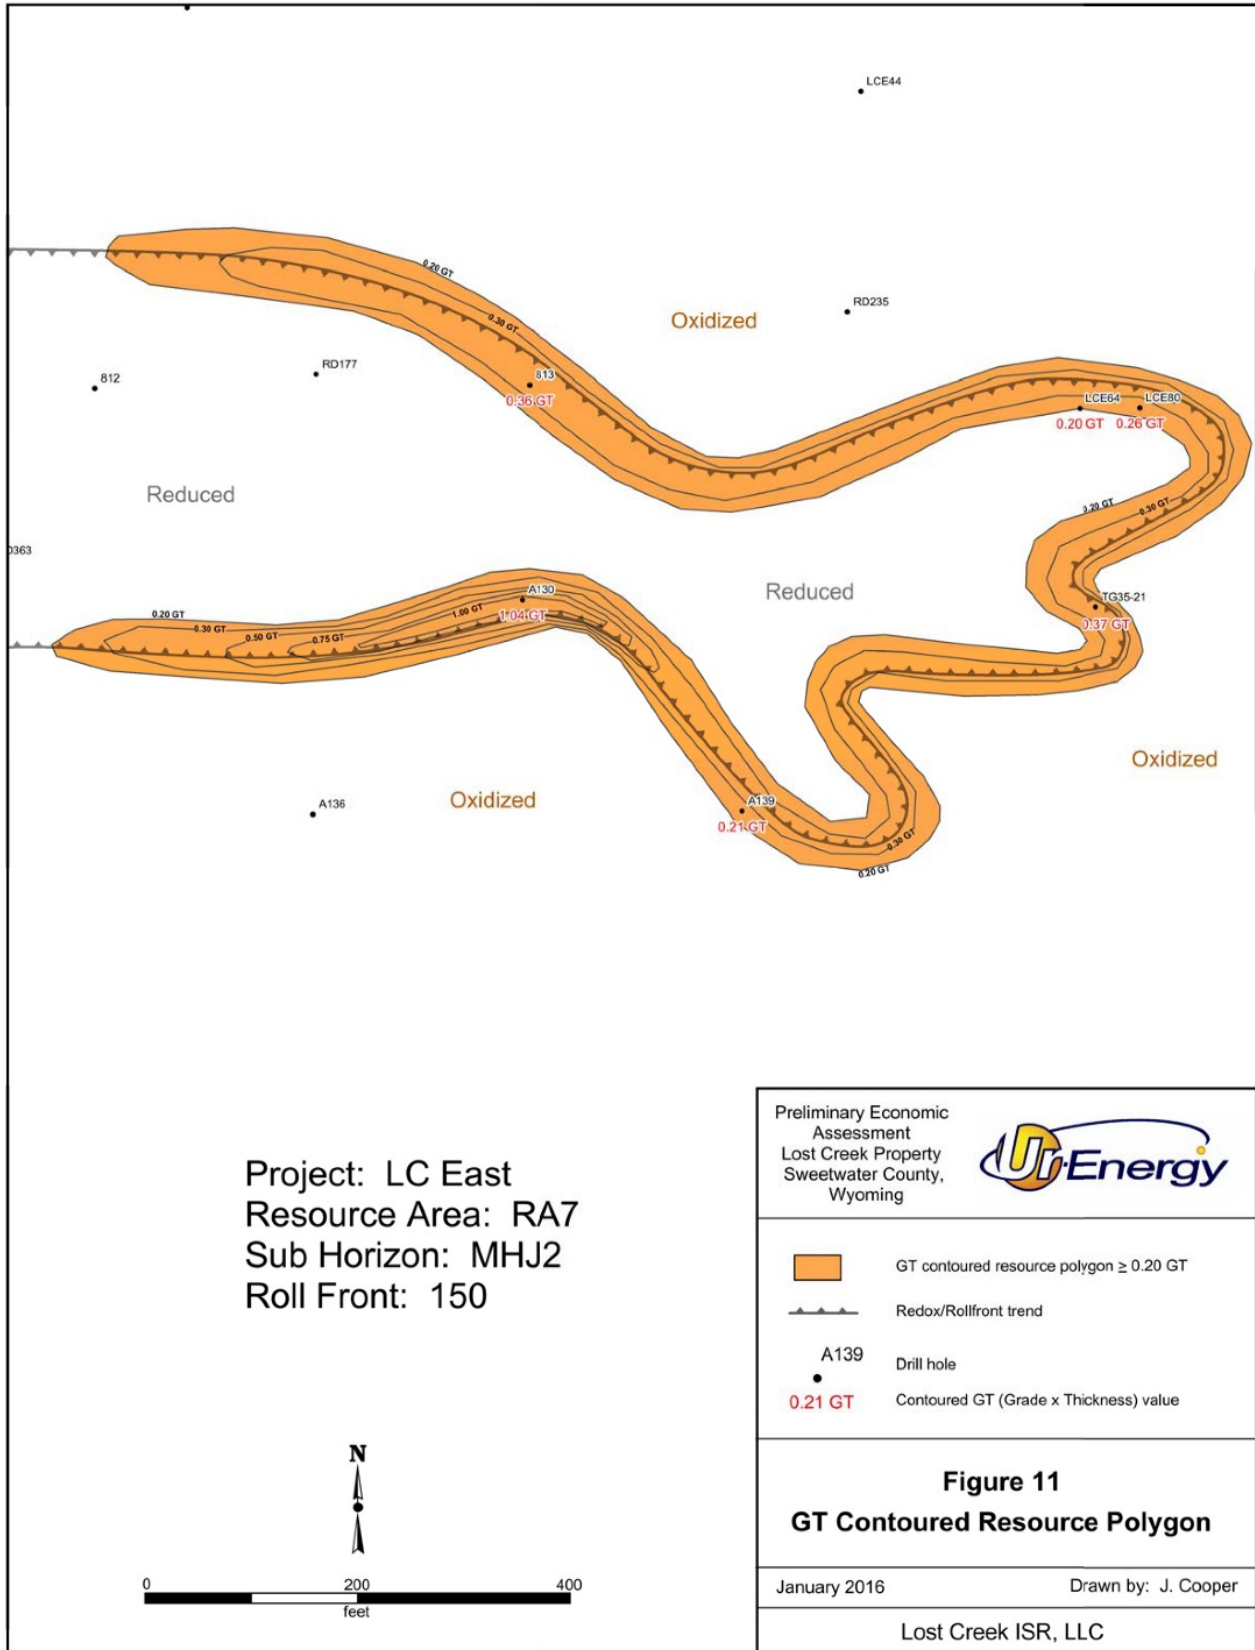 LCE44
0.20 GT
RD235
Oxidized
0.30 GT
RD177
812
813
0.36 GT
LCE64
LCE80
0.20 GT
0.26 GT
Reduced
0.20 GT
0.30 GT
Reduced
A130
1.04 GT
TG35-21
0.37 GT
0.20 GT
0.30 GT
0.50 GT
0.75 GT
1.00 GT
Oxidized
A136
Oxidized
A139
0.21 GT
0.30 GT
0.20 GT
Project: LC East
Resource Area: RA7
Sub Horizon: MHJ2
Roll Front: 150
N
0 200 400
feet
Preliminary Economic
Assessment
Lost Creek Property
Sweetwater County,
Wyoming
Ur-Energy
GT contoured resource polygon ≥ 0.20 GT
Redox/Rollfront trend
A139
Drill hole
0.21 GT
Contoured GT (Grade x Thickness) value
Figure 11
GT Contoured Resource Polygon
January 2016
Drawn by: J. Cooper
Lost Creek ISR, LLC